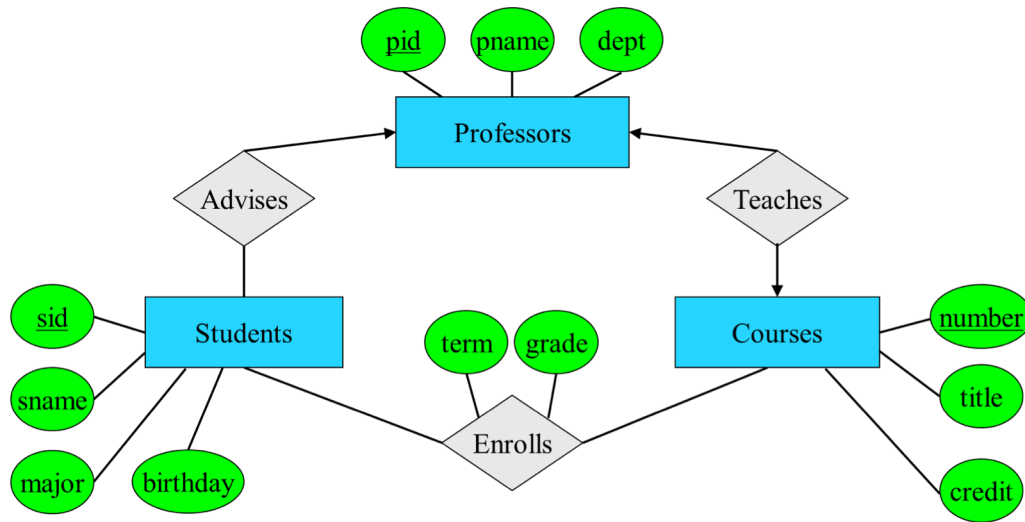 pid
pname
dept
Professors
Advises
Teaches
sid
Students
term
grade
Courses
number
sname
title
Enrolls
major
birthday
credit